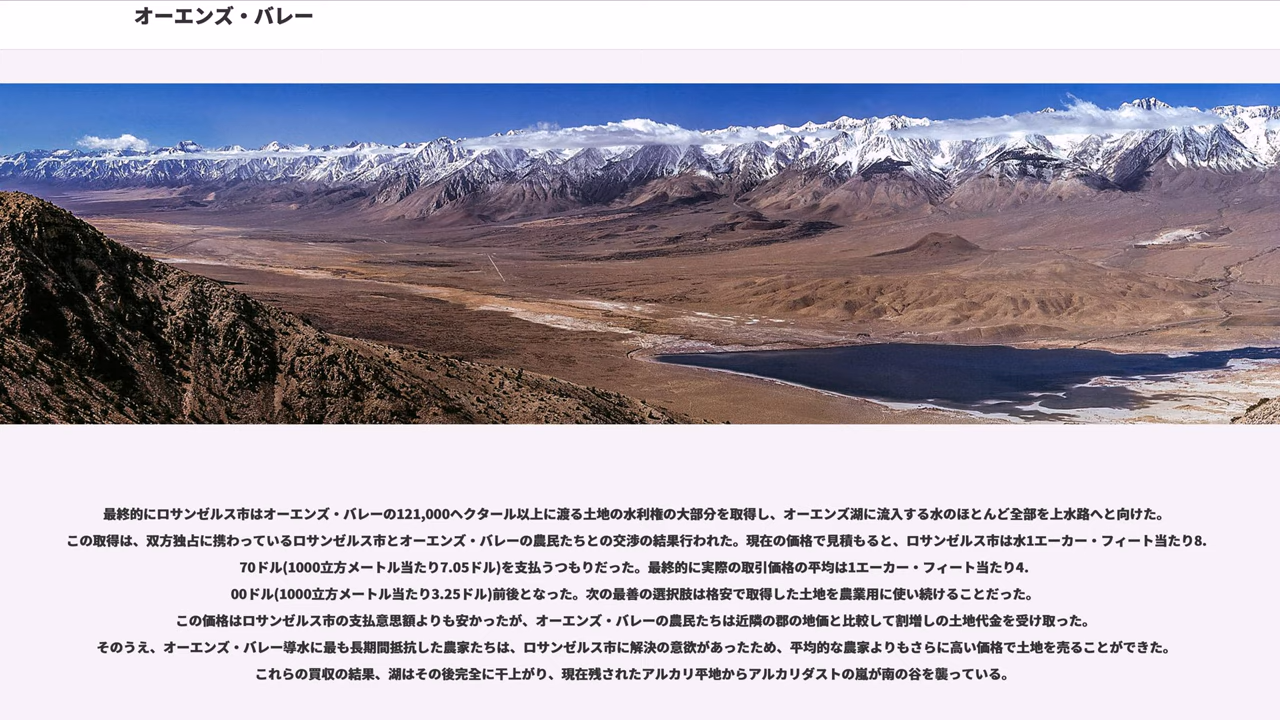 オーエンズ・バレー
最終的にロサンゼルス市はオーエンズ・バレーの121,000ヘクタール以上に渡る土地の水利権の大部分を取得し、オーエンズ湖に流入する水のほとんど全部を上水路へと向けた。
この取得は、双方独占に携わっているロサンゼルス市とオーエンズ・バレーの農民たちとの交渉の結果行われた。現在の価格で見積もると、ロサンゼルス市は水1エーカー・フィート当たり8.
70ドル(1000立方メートル当たり7.05ドル)を支払うつもりだった。最終的に実際の取引価格の平均は1エーカー・フィート当たり4.
00ドル(1000立方メートル当たり3.25ドル)前後となった。次の最善の選択肢は格安で取得した土地を農業用に使い続けることだった。
この価格はロサンゼルス市の支払意思額よりも安かったが、オーエンズ・バレーの農民たちは近隣の郡の地価と比較して割増しの土地代金を受け取った。
そのうえ、オーエンズ・バレー導水に最も長期間抵抗した農家たちは、ロサンゼルス市に解決の意欲があったため、平均的な農家よりもさらに高い価格で土地を売ることができた。
これらの買収の結果、湖はその後完全に干上がり、現在残されたアルカリ平地からアルカリダストの嵐が南の谷を襲っている。